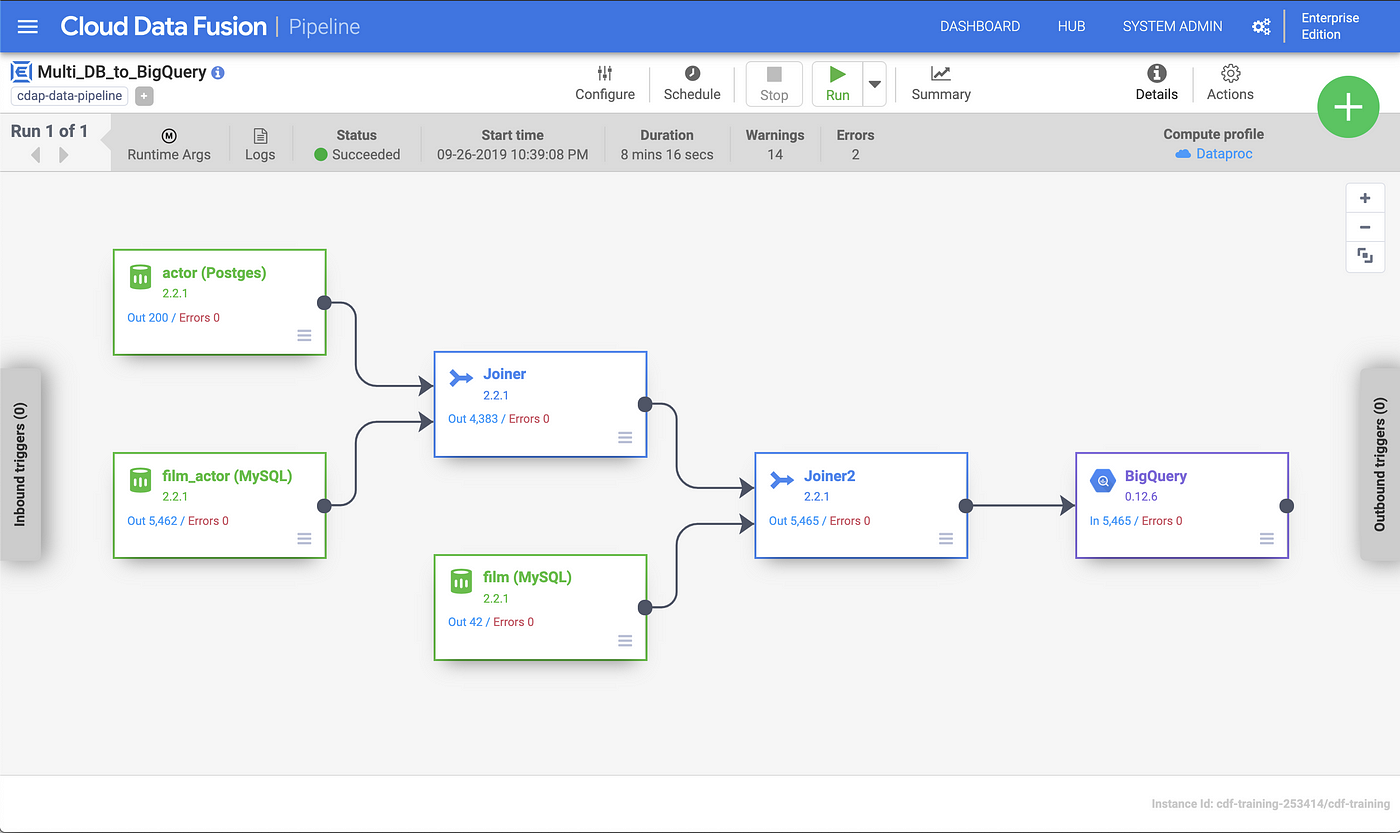 Cloud Data Fusion | Pipeline
DASHBOARD
HUB
SYSTEM ADMIN
Enterprise
Edition
Multi_DB_to_BigQuery
cdap-data-pipeline
Configure
Schedule
Stop
Run
Summary
Details
Actions
Run 1 of 1
Runtime Args
Logs
Status
Succeeded
Start time
09-26-2019 10:39:08 PM
Duration
8 mins 16 secs
Warnings
14
Errors
2
Compute profile
Dataproc
actor (Postges)
2.2.1
Out 200 / Errors 0
Joiner
2.2.1
Out 4,383 / Errors 0
film_actor (MySQL)
2.2.1
Out 5,462 / Errors 0
Joiner2
2.2.1
Out 5,465 / Errors 0
BigQuery
0.12.6
In 5,465 / Errors 0
film (MySQL)
2.2.1
Out 42 / Errors 0
Inbound triggers (0)
Outbound triggers (0)
Instance Id: cdf-training-253414/cdf-training